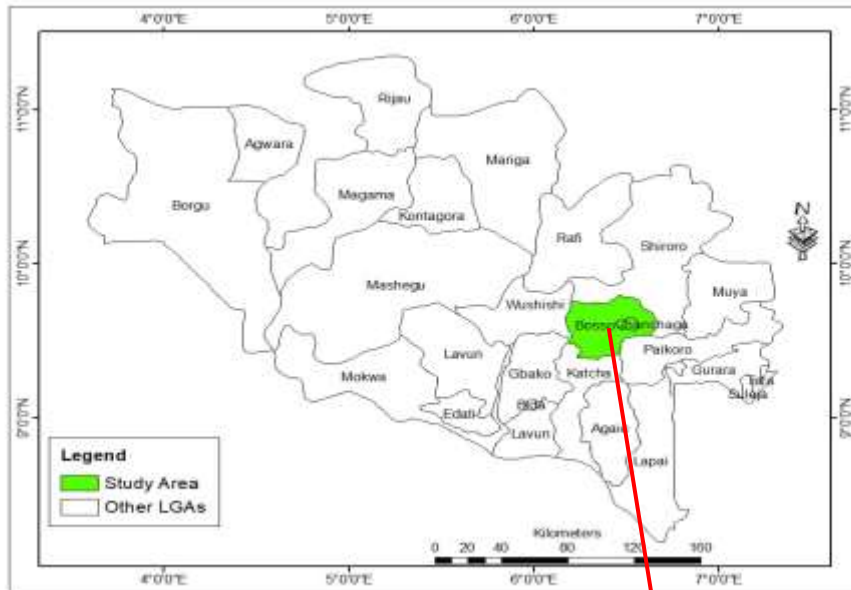 4°0'0"E 5°0'0"E 6°0'0"E 7°0'0"E
11°0'0"N 11°0'0"N
Rijau
Agwara
Mariga
Magama
Borgu
Kontagora
N
Rafi
Shiroro
10°0'0"N 10°0'0"N
Mashegu
Muya
Wushishi
Bosso Chanchaga
Lavun
Paikoro
Mokwa
Gbako
Katcha
Gurara
Suleja
Edati
Bida
9°0'0"N 9°0'0"N
Lavun
Agaie
Lapai
Legend
Study Area
Other LGAs
Kilometers
0 20 40 80 120 160
4°0'0"E 5°0'0"E 6°0'0"E 7°0'0"E